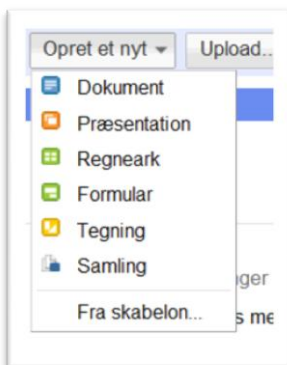 Opret et nyt Upload..
Dokument
Præsentation
Regneark
Formular
Tegning
Samling
Fra skabelon...